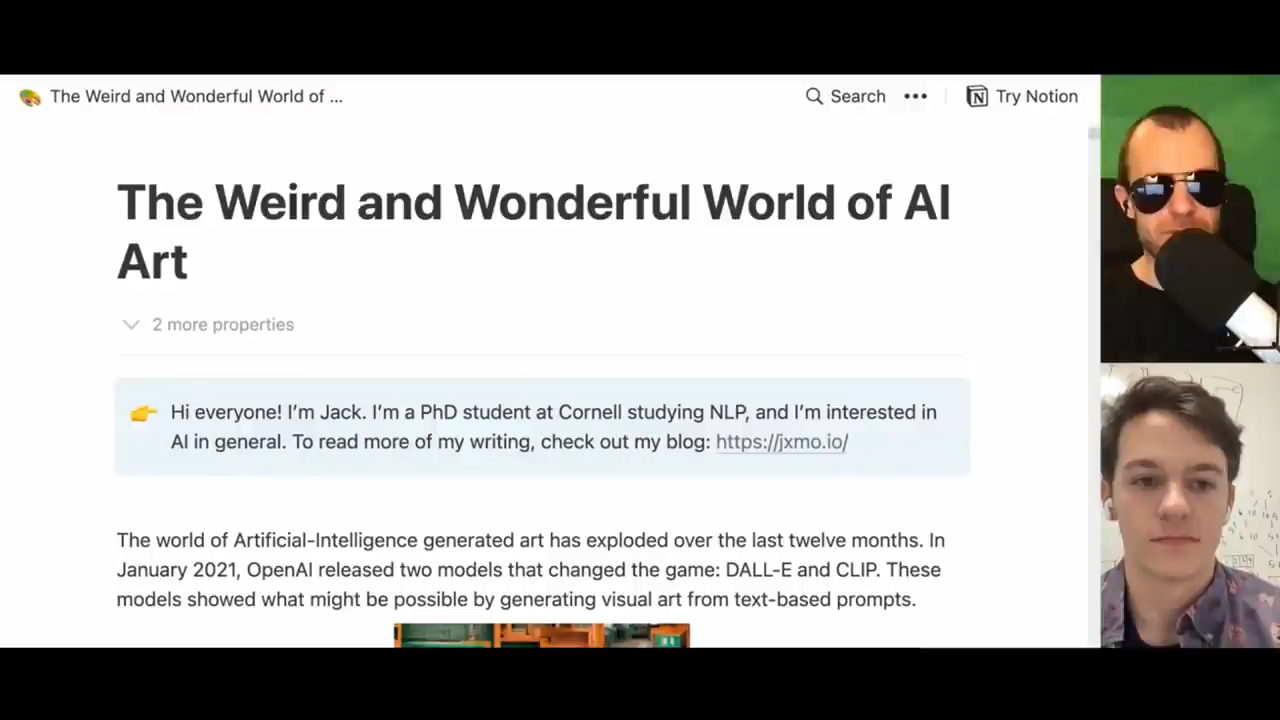 The Weird and Wonderful World of ...
Search
Try Notion
The Weird and Wonderful World of AI
Art
2 more properties
Hi everyone! I'm Jack. I'm a PhD student at Cornell studying NLP, and I'm interested in
AI in general. To read more of my writing, check out my blog: https://jxmo.io/
The world of Artificial-Intelligence generated art has exploded over the last twelve months. In
January 2021, OpenAI released two models that changed the game: DALL-E and CLIP. These
models showed what might be possible by generating visual art from text-based prompts.